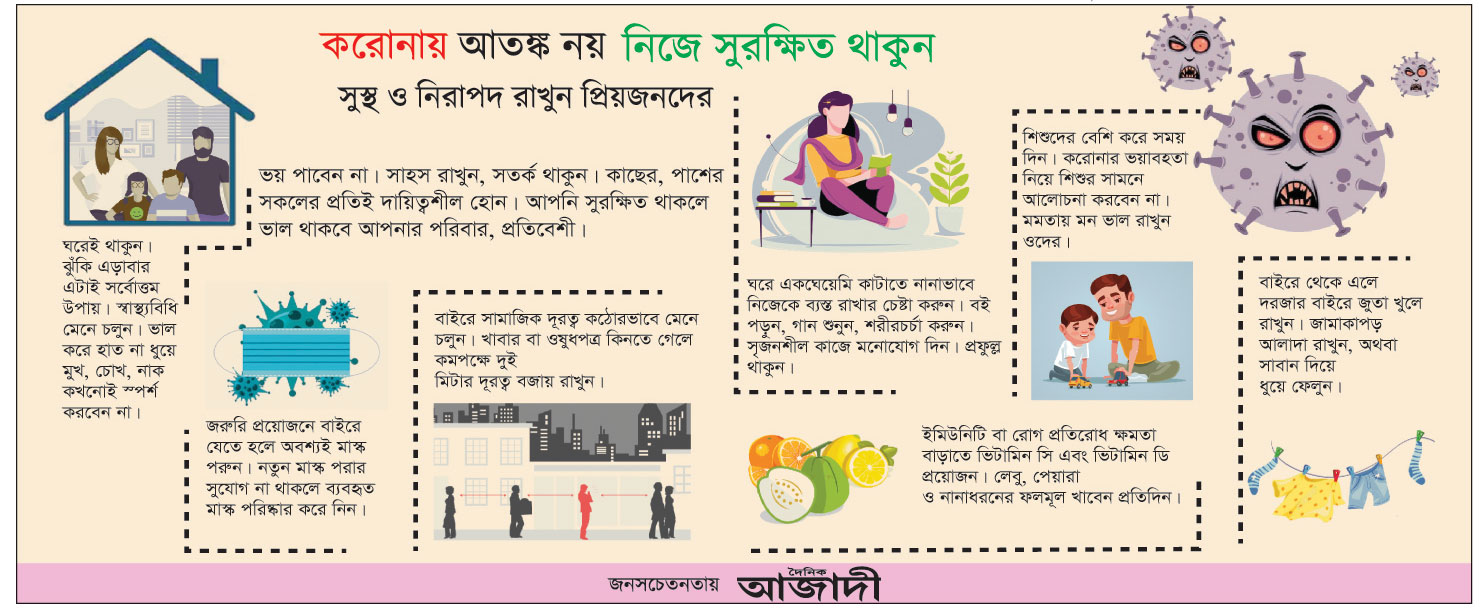 করোনায় আতঙ্ক নয় নিজে সুরক্ষিত থাকুন
সুস্থ ও নিরাপদ রাখুন প্রিয়জনদের
ভয় পাবেন না। সাহস রাখুন, সতর্ক থাকুন। কাছের, পাশের
সকলের প্রতিই দায়িত্বশীল হোন। আপনি সুরক্ষিত থাকলে
ভাল থাকবে আপনার পরিবার, প্রতিবেশী।
ঘরেই থাকুন।
ঝুঁকি এড়াবার
এটাই সর্বোত্তম
উপায়। স্বাস্থ্যবিধি
মেনে চলুন। ভাল
করে হাত না ধুয়ে
মুখ, চোখ, নাক
কখনোই স্পর্শ
করবেন না।
জরুরি প্রয়োজনে বাইরে
যেতে হলে অবশ্যই মাস্ক
পরুন। নতুন মাস্ক পরার
সুযোগ না থাকলে ব্যবহৃত
মাস্ক পরিষ্কার করে নিন।
বাইরে সামাজিক দূরত্ব কঠোরভাবে মেনে
চলুন। খাবার বা ওষুধপত্র কিনতে গেলে
কমপক্ষে দুই
মিটার দূরত্ব বজায় রাখুন।
ঘরে একঘেয়েমি কাটাতে নানাভাবে
নিজেকে ব্যস্ত রাখার চেষ্টা করুন। বই
পড়ুন, গান শুনুন, শরীরচর্চা করুন।
সৃজনশীল কাজে মনোযোগ দিন। প্রফুল্ল
থাকুন।
শিশুদের বেশি করে সময়
দিন। করোনার ভয়াবহতা
নিয়ে শিশুর সামনে
আলোচনা করবেন না।
মমতায় মন ভাল রাখুন
ওদের।
ইমিউনিটি বা রোগ প্রতিরোধ ক্ষমতা
বাড়াতে ভিটামিন সি এবং ভিটামিন ডি
প্রয়োজন। লেবু, পেয়ারা
ও নানাধরনের ফলমূল খাবেন প্রতিদিন।
বাইরে থেকে এলে
দরজার বাইরে জুতা খুলে
রাখুন। জামাকাপড়
আলাদা রাখুন, অথবা
সাবান দিয়ে
ধুয়ে ফেলুন।
জনসচেতনতায় দৈনিক আজাদী